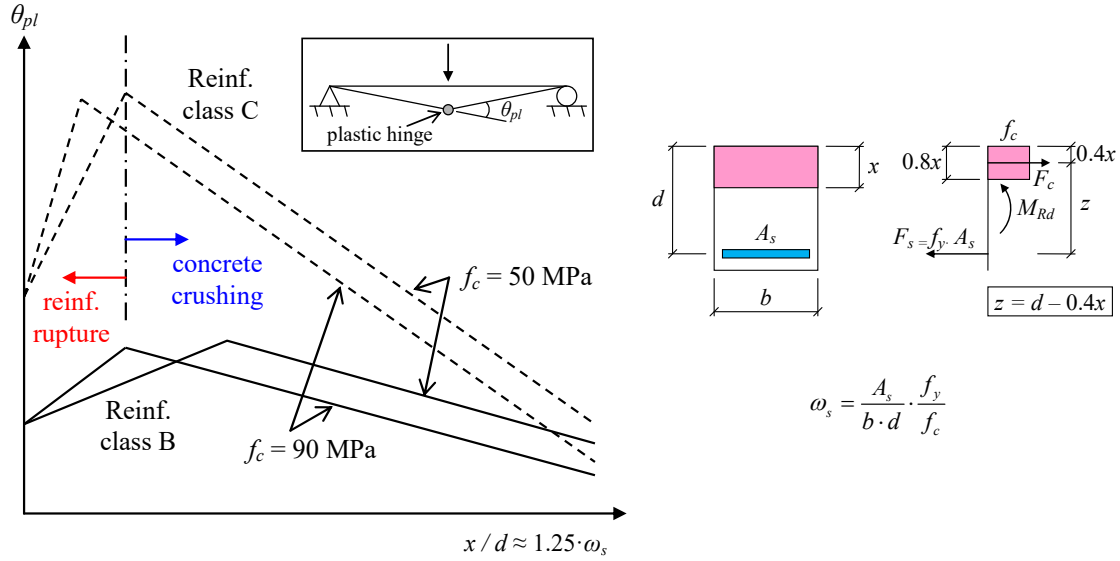 θpl
Reinf.
class C
plastic hinge
θpl
concrete
crushing
reinf.
rupture
fc = 50 MPa
Reinf.
class B
fc = 90 MPa
x / d ≈ 1.25·ωs
d
x
As
b
fc
0.8x
0.4x
Fc
MRd
z
Fs = fy· As
z = d – 0.4x
ωs = As / (b · d) · fy / fc